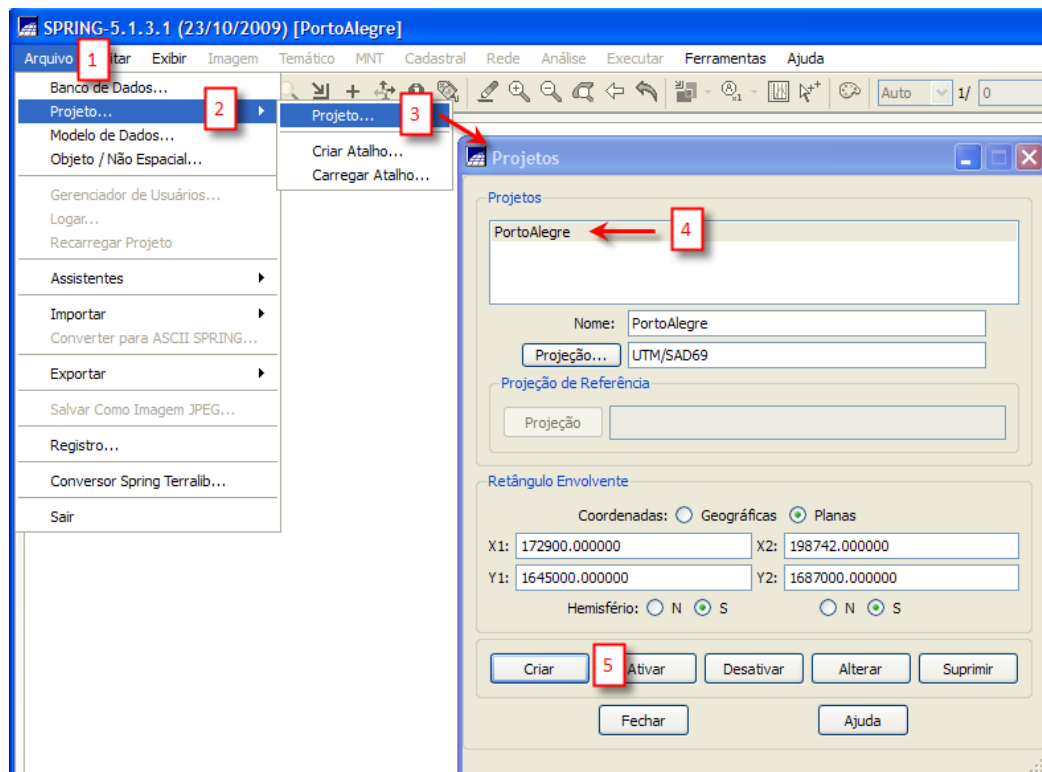 SPRING-5.1.3.1 (23/10/2009) [PortoAlegre]
Arquivo 1 itar Exibir Imagem Temático MNT Cadastral Rede Análise Executar Ferramentas Ajuda
Auto 1/ 0
Banco de Dados...
Projeto... 2
Modelo de Dados...
Objeto / Não Espacial...
Gerenciador de Usuários...
Logar...
Recarregar Projeto
Assistentes
Importar
Converter para ASCII SPRING...
Exportar
Salvar Como Imagem JPEG...
Registro...
Conversor Spring Terralib...
Sair
Projeto... 3
Criar Atalho...
Carregar Atalho...
Projetos
Projetos
PortoAlegre 4
Nome: PortoAlegre
Projeção... UTM/SAD69
Projeção de Referência
Projeção
Retângulo Envolvente
Coordenadas: Geográficas Planas
X1: 172900.000000 X2: 198742.000000
Y1: 1645000.000000 Y2: 1687000.000000
Hemisfério: N S N S
Criar 5 Ativar Desativar Alterar Suprimir
Fechar Ajuda